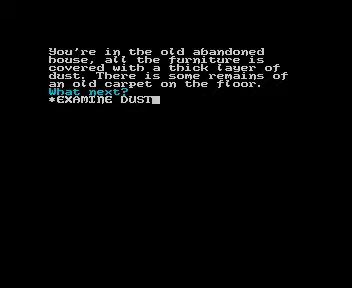 You're in the old abandoned
house, all the furniture is
covered with a thick layer of
dust. There is some remains of
an old carpet on the floor.
What next?
*EXAMINE DUST